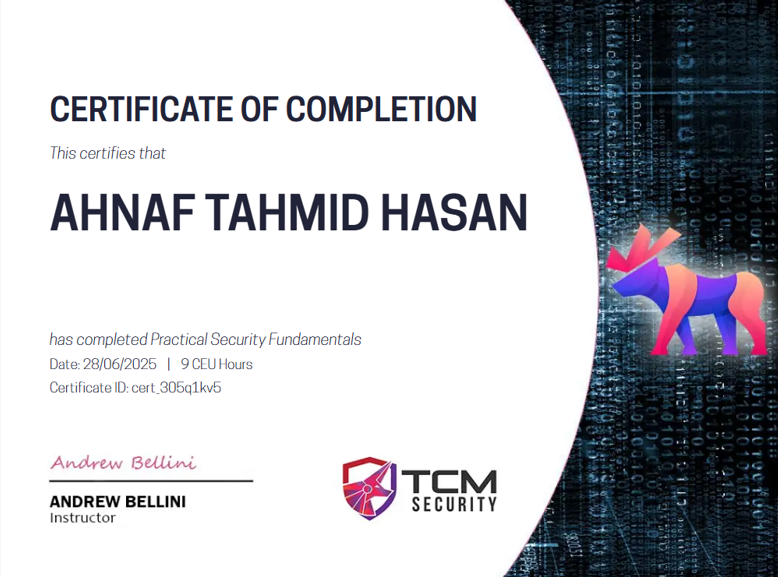 CERTIFICATE OF COMPLETION
This certifies that
AHNAF TAHMID HASAN
has completed Practical Security Fundamentals
Date: 28/06/2025 | 9 CEU Hours
Certificate ID: cert_305q1kv5
Andrew Bellini
ANDREW BELLINI
Instructor
TCM
SECURITY